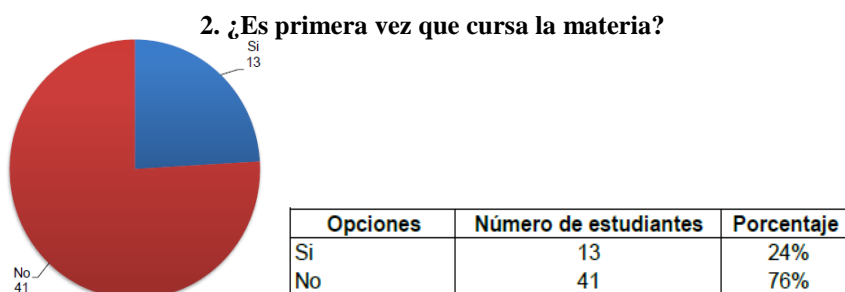 2. ¿Es primera vez que cursa la materia?
Si
13
No
41
Opciones Número de estudiantes Porcentaje
Si 13 24%
No 41 76%